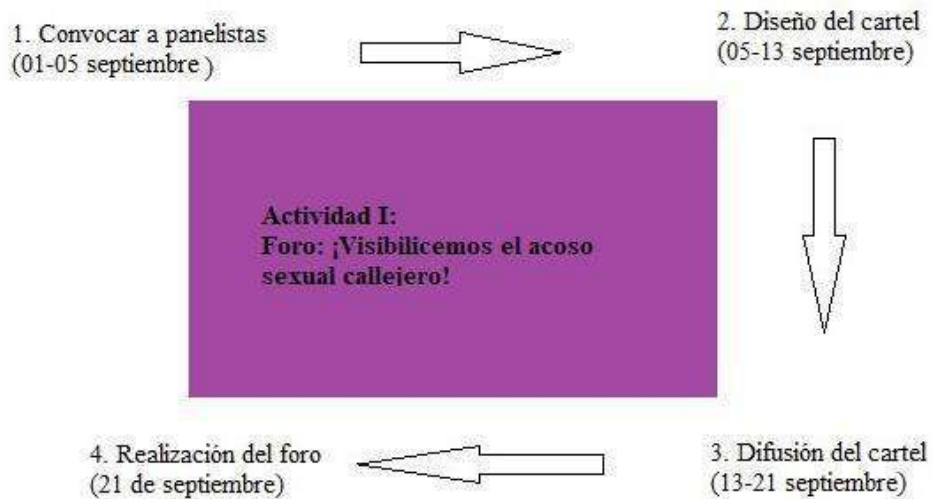 1. Convocar a panelistas
(01-05 septiembre )
2. Diseño del cartel
(05-13 septiembre)
Actividad I:
Foro: ¡Visibilicemos el acoso
sexual callejero!
3. Difusión del cartel
(13-21 septiembre)
4. Realización del foro
(21 de septiembre)